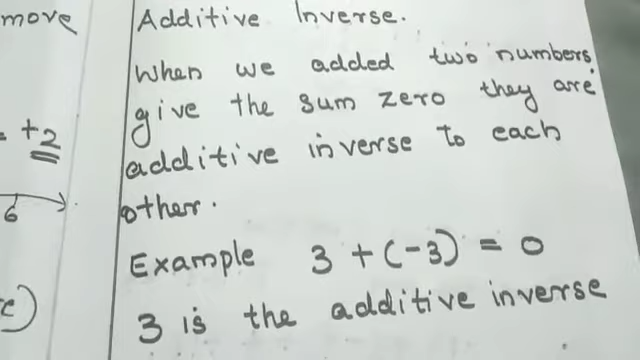 move
Additive Inverse.
When we added two numbers
give the sum zero they are
= +2
additive inverse to each
6
other.
Example 3 + (-3) = 0
3 is the additive inverse